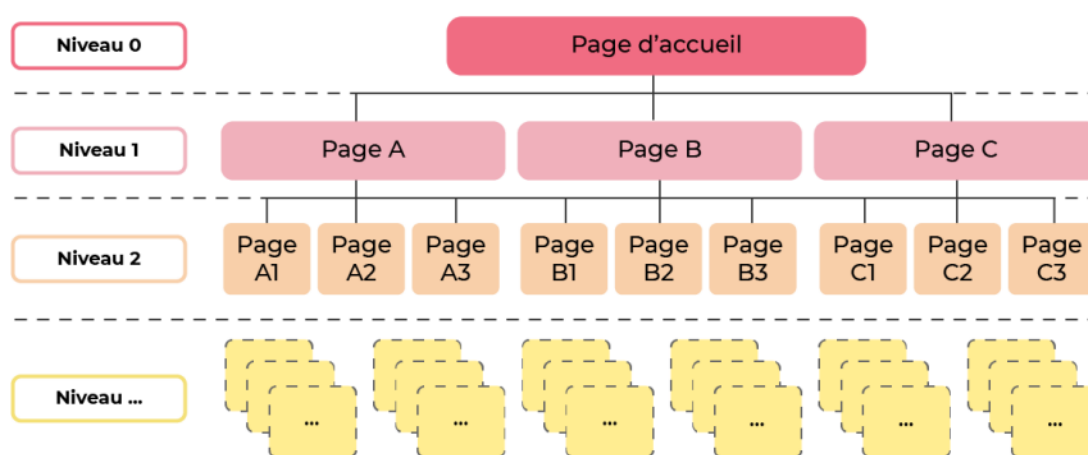 Niveau 0
Page d’accueil
Niveau 1
Page A
Page B
Page C
Niveau 2
Page
A1
Page
A2
Page
A3
Page
B1
Page
B2
Page
B3
Page
C1
Page
C2
Page
C3
Niveau ...
...
...
...
...
...
...